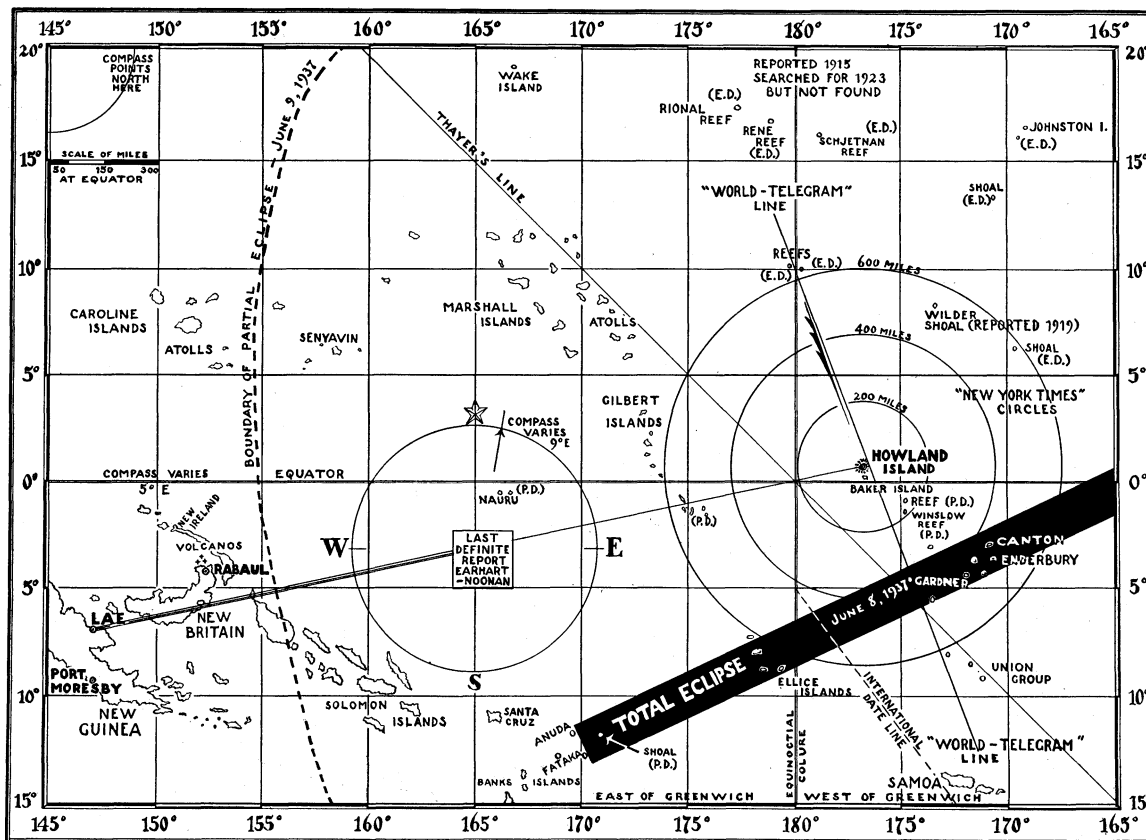 145° 150° 155° 160° 165° 170° 175° 180° 175° 170° 165°
20° 20°
COMPASS
POINTS
NORTH
HERE
SCALE OF MILES
50 150 300
AT EQUATOR
BOUNDARY OF PARTIAL ECLIPSE - JUNE 9, 1937
THAYER'S LINE
WAKE
ISLAND
REPORTED 1915
SEARCHED FOR 1923
BUT NOT FOUND
(E.D.)
RIONAL
REEF
RENE
REEF
(E.D.)
(E.D.)
SCHJETNAN
REEF
JOHNSTON I.
(E.D.)
15° 15°
"WORLD-TELEGRAM"
LINE
SHOAL
(E.D.)
REEFS
(E.D.)
(E.D.)
600 MILES
10° 10°
CAROLINE
ISLANDS
ATOLLS
SENYAVIN
MARSHALL
ISLANDS
ATOLLS
WILDER
SHOAL (REPORTED 1919)
400 MILES
SHOAL
(E.D.)
5° 5°
GILBERT
ISLANDS
200 MILES
"NEW YORK TIMES"
CIRCLES
COMPASS
VARIES
9°E
HOWLAND
ISLAND
BAKER ISLAND
COMPASS VARIES
5° E
EQUATOR
0° 0°
NAURU
(P.D.)
(P.D.)
REEF (P.D.)
WINSLOW
REEF
(P.D.)
NEW IRELAND
VOLCANOS
RABAUL
W
E
LAST
DEFINITE
REPORT
EARHART
-NOONAN
CANTON
ENDERBURY
GARDNER
JUNE 8, 1937
5° 5°
LAE
NEW
BRITAIN
PORT
MORESBY
NEW
GUINEA
S
SOLOMON
ISLANDS
SANTA
CRUZ
ANUDA
FATAKA
BANKS ISLANDS
TOTAL ECLIPSE
SHOAL
(P.D.)
ELLICE ISLANDS
UNION
GROUP
10° 10°
EQUINOCTIAL
COLURE
INTERNATIONAL
DATE LINE
"WORLD-TELEGRAM"
LINE
SAMOA
EAST OF GREENWICH WEST OF GREENWICH
15° 15°
145° 150° 155° 160° 165° 170° 175° 180° 175° 170° 165°